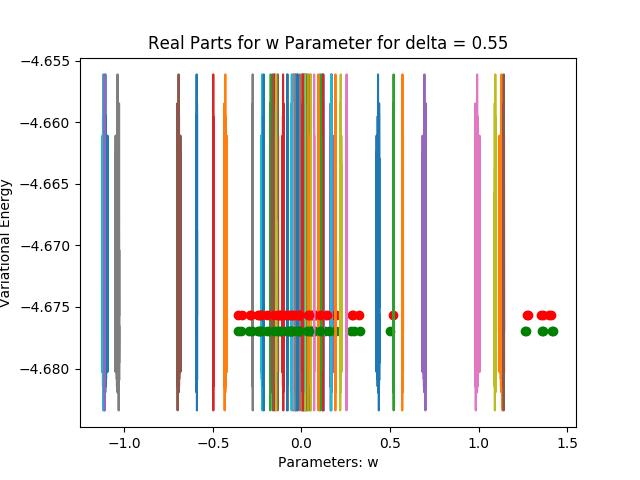 Real Parts for w Parameter for delta = 0.55
Variational Energy
−4.655
−4.660
−4.665
−4.670
−4.675
−4.680
−1.0 −0.5 0.0 0.5 1.0 1.5
Parameters: w